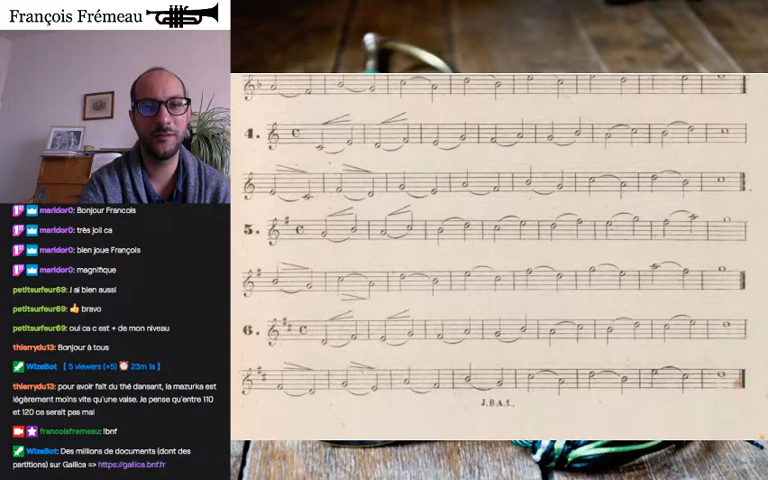 François Frémeau
maridor0: Bonjour Francois
maridor0: très joli ca
maridor0: bien joue François
maridor0: magnifique
petitsurfeur69: J ai bien aussi
petitsurfeur69: 👍 bravo
petitsurfeur69: oui ca c est + de mon niveau
thierrydu13: Bonjour à tous
WizeBot: [ 5 viewers (+5) ⏰ 23m 1s ]
thierrydu13: pour avoir fait du thé dansant, la mazurka est
légèrement moins vite qu'une valse. Je pense qu'entre 110
et 120 ce serait pas mal
francoisfremeau: !bnf
WizeBot: Des millions de documents (dont des
partitions) sur Gallica => https://gallica.bnf.fr
4.
5.
6.
J.B.A.1.